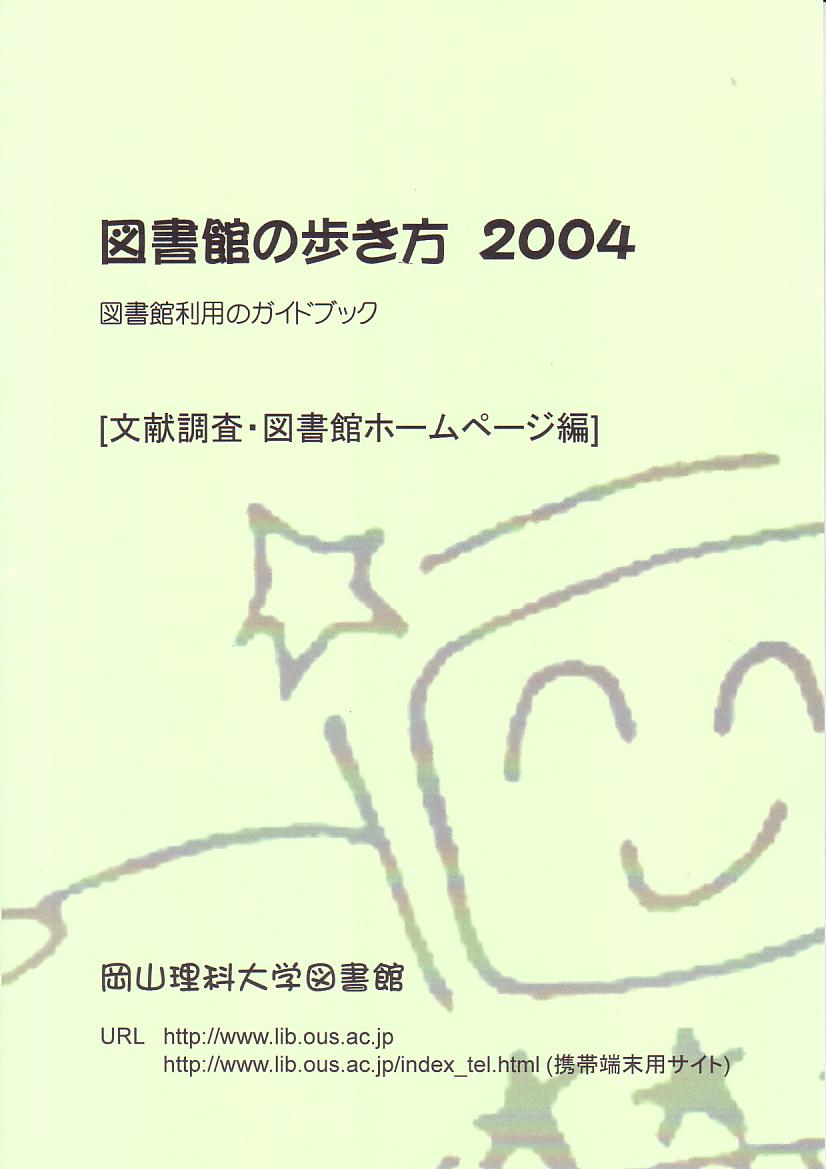 図書館の歩き方 2004
図書館利用のガイドブック
[文献調査・図書館ホームページ編]
岡山理科大学図書館
URL http://www.lib.ous.ac.jp
http://www.lib.ous.ac.jp/index_tel.html (携帯端末用サイト)